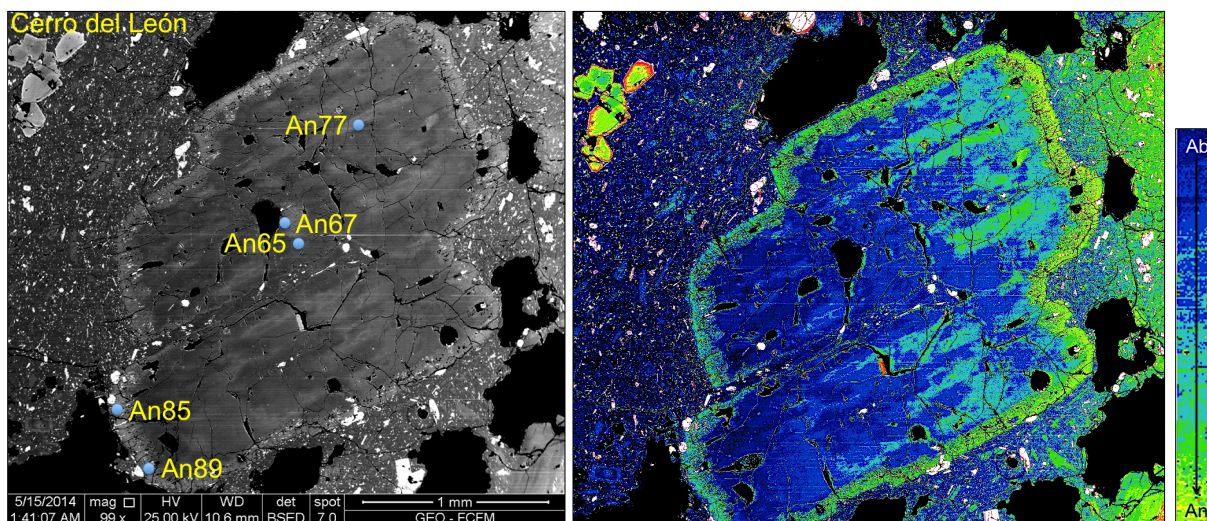 Cerro del León
An77
An67
An65
An85
An89
5/15/2014 mag □ HV WD det spot 1 mm
1:41:07 AM 99 x 25.00 kV 10.6 mm BSED 7.0 GEO - FCFM
Ab
An